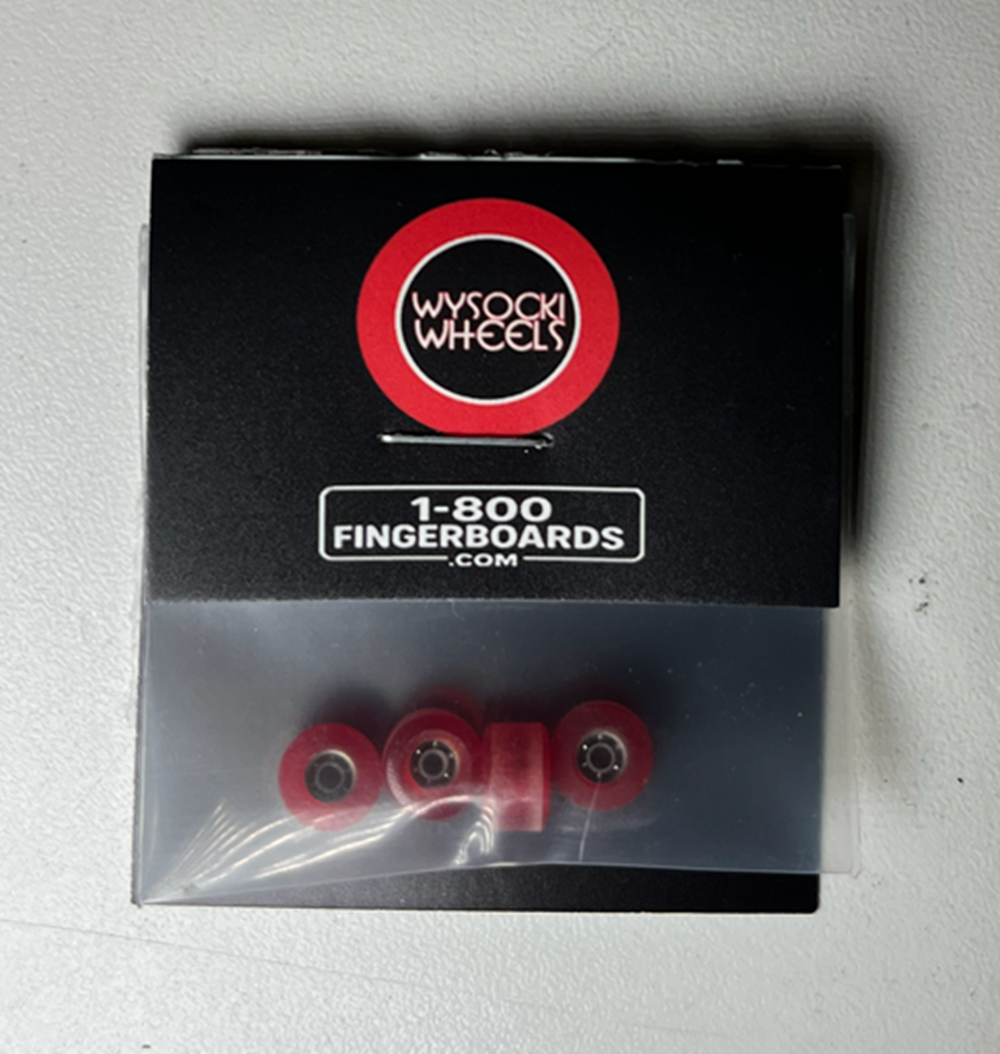 WYSOCKI
WHEELS
1-800
FINGERBOARDS
.COM